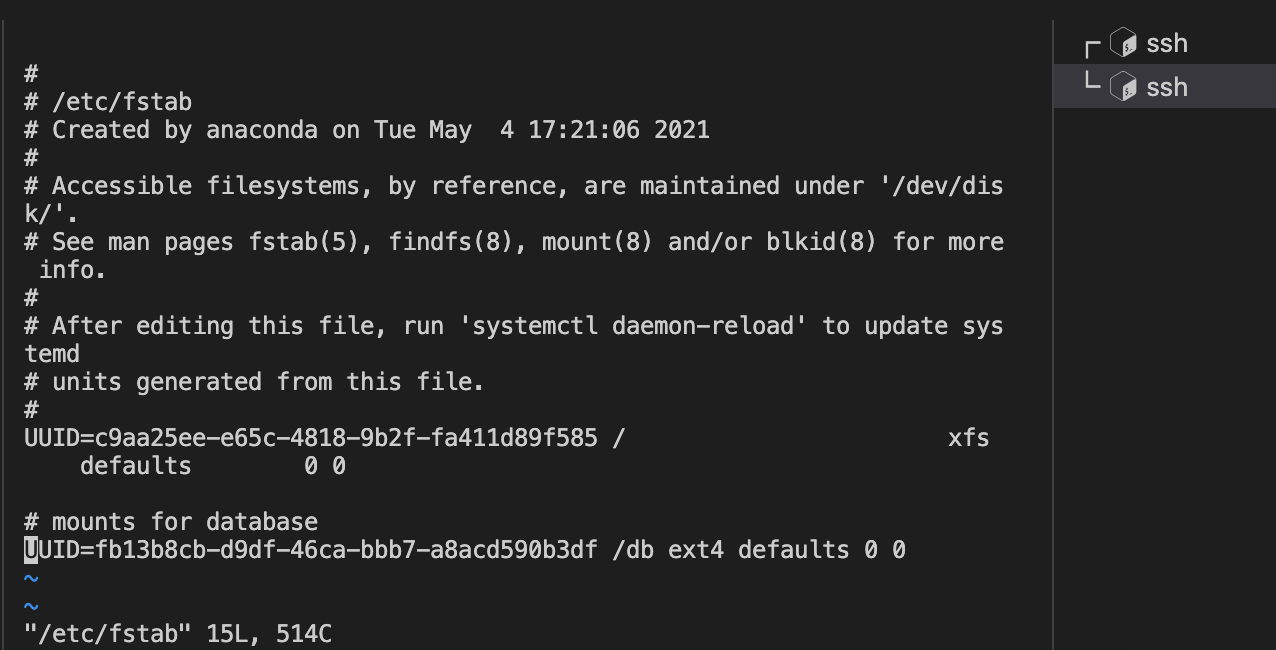 #
# /etc/fstab
# Created by anaconda on Tue May  4 17:21:06 2021
#
# Accessible filesystems, by reference, are maintained under '/dev/dis
k/'.
# See man pages fstab(5), findfs(8), mount(8) and/or blkid(8) for more
 info.
#
# After editing this file, run 'systemctl daemon-reload' to update sys
temd
# units generated from this file.
#
UUID=c9aa25ee-e65c-4818-9b2f-fa411d89f585 /                       xfs
    defaults        0 0

# mounts for database
UUID=fb13b8cb-d9df-46ca-bbb7-a8acd590b3df /db ext4 defaults 0 0
~
~
"/etc/fstab" 15L, 514C
ssh
ssh